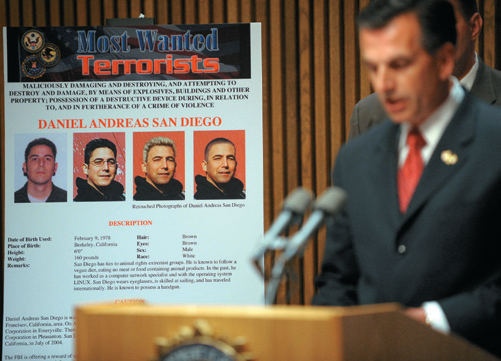 Most Wanted
Terrorists
MALICIOUSLY DAMAGING AND DESTROYING, AND ATTEMPTING TO
DESTROY AND DAMAGE, BY MEANS OF EXPLOSIVES, BUILDINGS AND OTHER
PROPERTY; POSSESSION OF A DESTRUCTIVE DEVICE DURING, IN RELATION
TO, AND IN FURTHERANCE OF A CRIME OF VIOLENCE
DANIEL ANDREAS SAN DIEGO
Retouched Photographs of Daniel Andreas San Diego
DESCRIPTION
Date of Birth Used: February 9, 1978 Hair: Brown
Place of Birth: Berkeley, California Eyes: Brown
Height: 6'0" Sex: Male
Weight: 160 pounds Race: White
Remarks: San Diego has ties to animal rights extremist groups. He is known to follow a
vegan diet, eating no meat or food containing animal products. In the past, he
has worked as a computer network specialist and with the operating system
LINUX. San Diego wears eyeglasses, is skilled at sailing, and has traveled
internationally. He is known to possess a handgun.
CAUTION
Daniel Andreas San Diego is
Francisco, California, area. On
Corporation in Emeryville. Then
Corporation in Pleasanton. San D
California, in July of 2004.
The FBI is offering a reward of